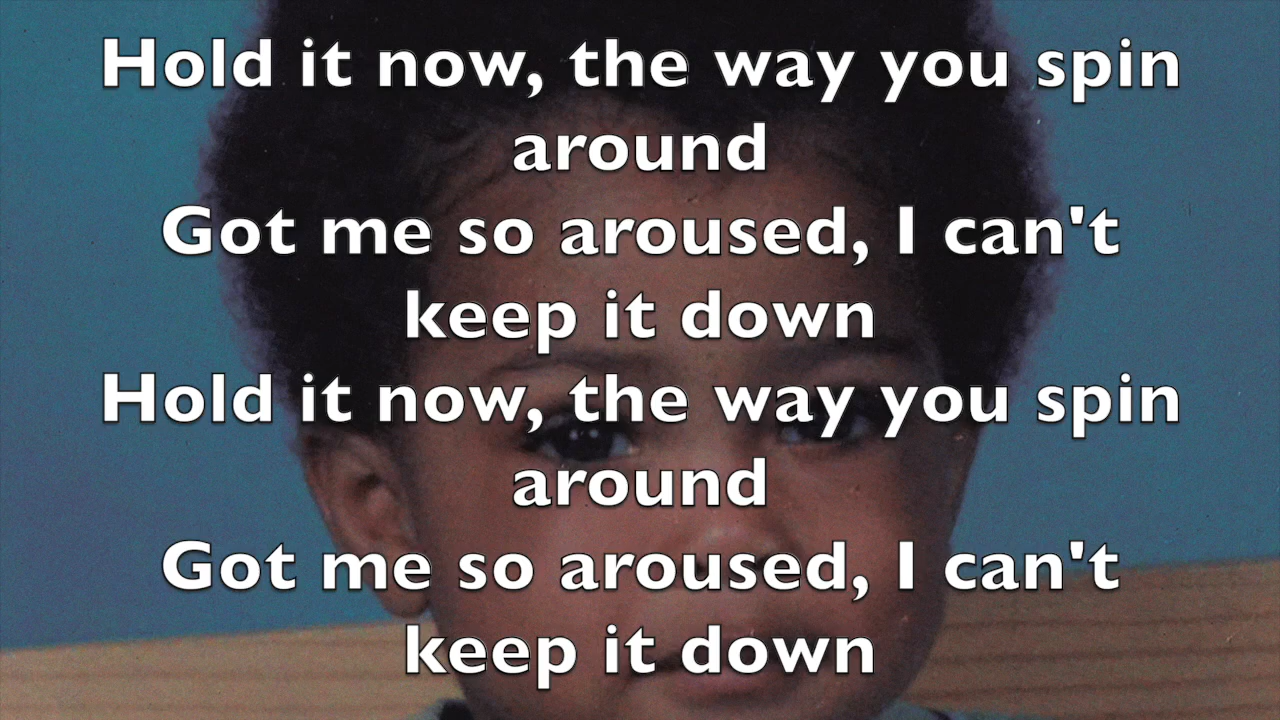 Hold it now, the way you spin
around
Got me so aroused, I can't
keep it down
Hold it now, the way you spin
around
Got me so aroused, I can't
keep it down